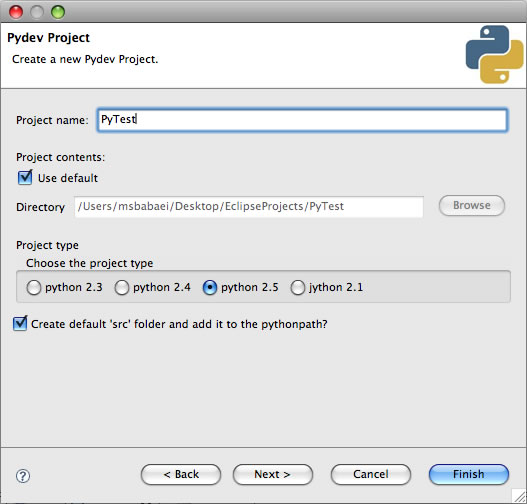 Pydev Project
Create a new Pydev Project.
Project name: PyTest
Project contents:
Use default
Directory /Users/msbabaei/Desktop/EclipseProjects/PyTest Browse
Project type
Choose the project type
python 2.3 python 2.4 python 2.5 jython 2.1
Create default 'src' folder and add it to the pythonpath?
? < Back Next > Cancel Finish